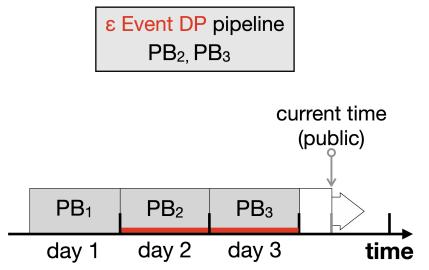 ε Event DP pipeline
PB₂, PB₃
current time
(public)
PB₁ PB₂ PB₃
day 1 day 2 day 3 time